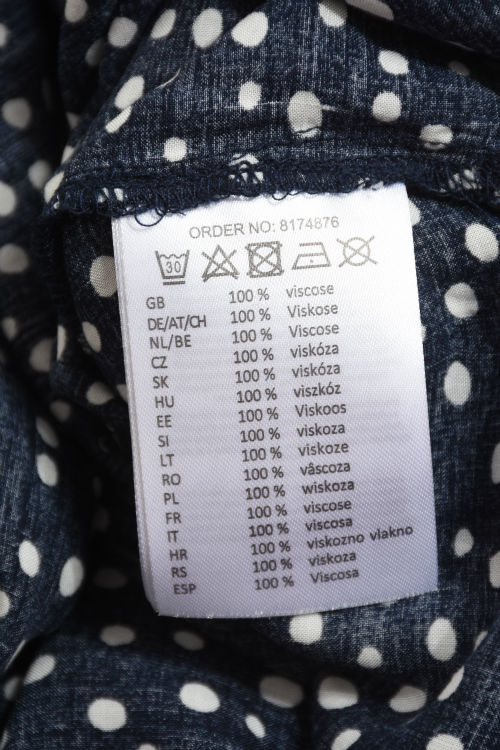 ORDER NO: 8174876
30
GB 100 % viscose
DE/AT/CH 100 % Viskose
NL/BE 100 % Viscose
CZ 100 % viskóza
SK 100 % viskóza
HU 100 % viszkóz
EE 100 % Viskoos
SI 100 % viskoza
LT 100 % viskoze
RO 100 % vâscoza
PL 100 % wiskoza
FR 100 % viscose
IT 100 % viscosa
HR 100 % viskozno vlakno
RS 100 % viskoza
ESP 100 % Viscosa